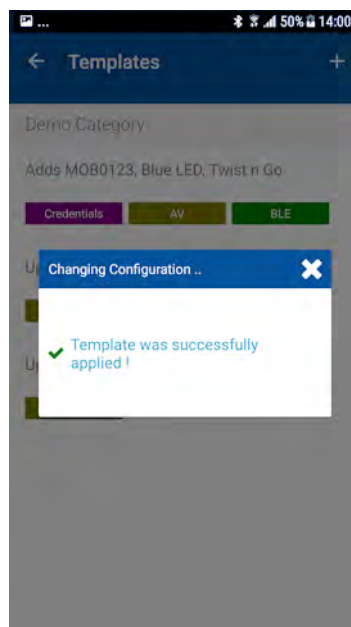 ... 50% 14:00
Templates
Demo Category
Adds MOB0123, Blue LED, Twist n Go
Credentials AV BLE
Changing Configuration ..
Template was successfully
applied !